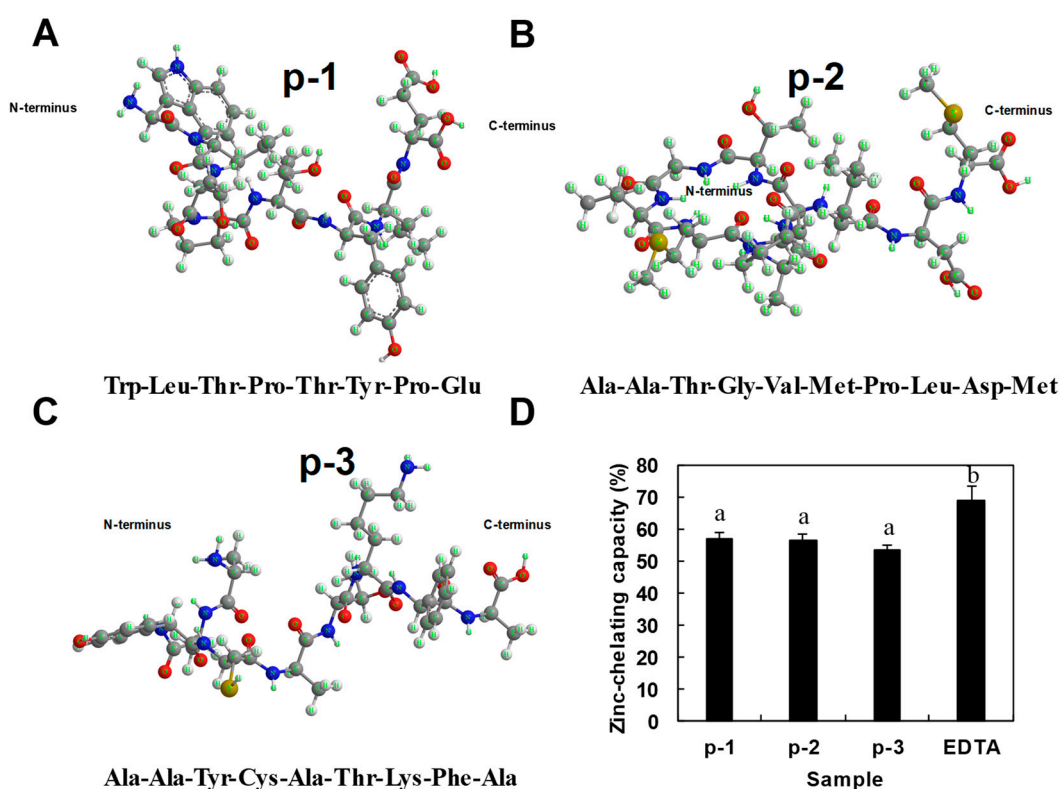 A
p-1
N-terminus
C-terminus
Trp-Leu-Thr-Pro-Thr-Tyr-Pro-Glu
B
p-2
C-terminus
N-terminus
Ala-Ala-Thr-Gly-Val-Met-Pro-Leu-Asp-Met
C
p-3
N-terminus
C-terminus
Ala-Ala-Tyr-Cys-Ala-Thr-Lys-Phe-Ala
D
Zinc-chelating capacity (%)
80
70
60
50
40
30
20
10
0
a
a
a
b
p-1 p-2 p-3 EDTA
Sample